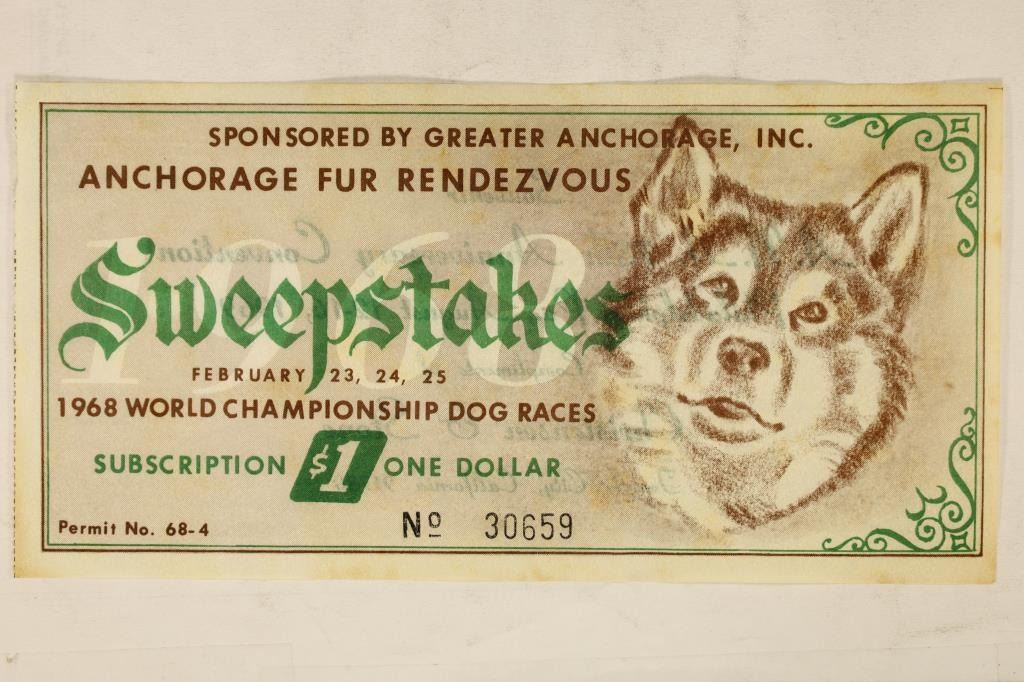 SPONSORED BY GREATER ANCHORAGE, INC.
ANCHORAGE FUR RENDEZVOUS
1968
Sweepstakes
FEBRUARY 23, 24, 25
1968 WORLD CHAMPIONSHIP DOG RACES
SUBSCRIPTION $1 ONE DOLLAR
Permit No. 68-4
Nº 30659